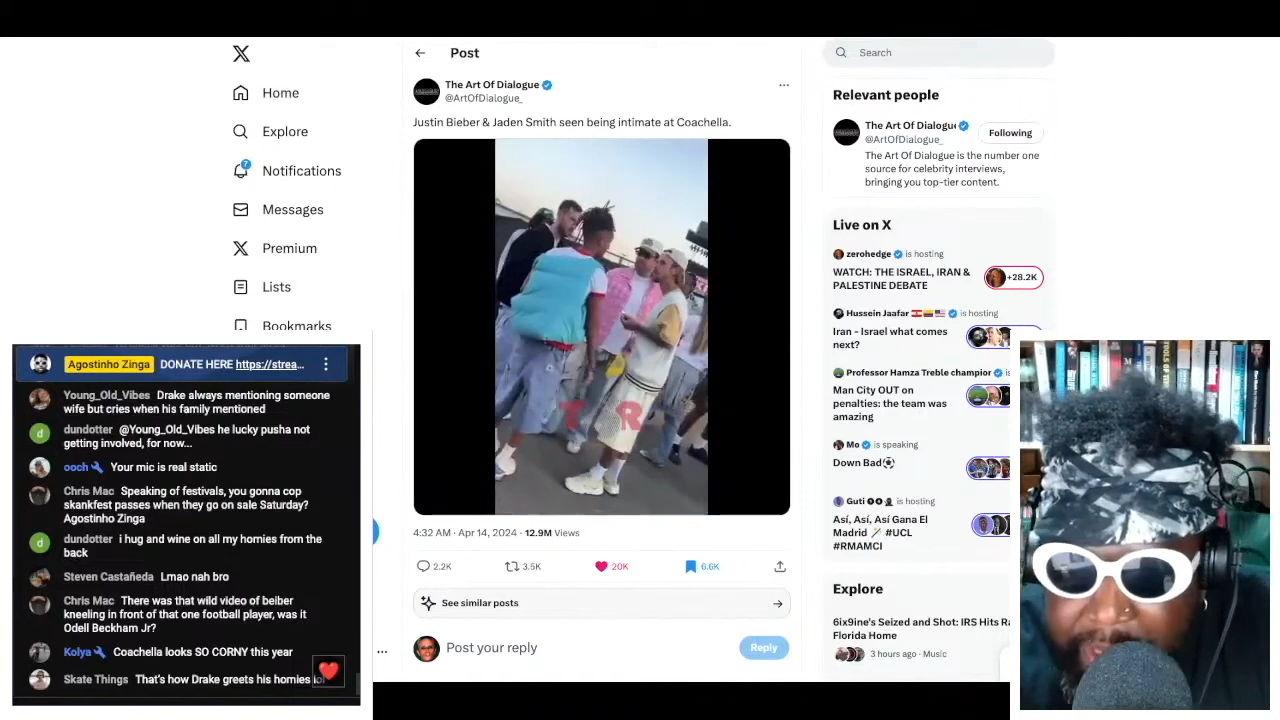 Home
Explore
7
Notifications
Messages
Premium
Lists
Bookmarks
Post
The Art Of Dialogue
@ArtOfDialogue_
Justin Bieber & Jaden Smith seen being intimate at Coachella.
T R
4:32 AM · Apr 14, 2024 · 12.9M Views
2.2K
3.5K
20K
6.6K
See similar posts
Post your reply
Reply
Search
Relevant people
The Art Of Dialogue
@ArtOfDialogue_
Following
The Art Of Dialogue is the number one
source for celebrity interviews,
bringing you top-tier content.
Live on X
zerohedge is hosting
WATCH: THE ISRAEL, IRAN &
PALESTINE DEBATE
+28.2K
Hussein Jaafar is hosting
Iran - Israel what comes
next?
Professor Hamza Treble champior is
Man City OUT on
penalties: the team was
amazing
Mo is speaking
Down Bad
Guti is hosting
Así, Así, Así Gana El
Madrid #UCL
#RMAMCI
Explore
6ix9ine's Seized and Shot: IRS Hits Ra
Florida Home
3 hours ago · Music
Agostinho Zinga DONATE HERE https://strea...
Young_Old_Vibes Drake always mentioning someone
wife but cries when his family mentioned
dundotter @Young_Old_Vibes he lucky pusha not
getting involved, for now...
ooch Your mic is real static
Chris Mac Speaking of festivals, you gonna cop
skankfest passes when they go on sale Saturday?
Agostinho Zinga
dundotter i hug and wine on all my homies from the
back
Steven Castañeda Lmao nah bro
Chris Mac There was that wild video of beiber
kneeling in front of that one football player, was it
Odell Beckham Jr?
Kolya Coachella looks SO CORNY this year
Skate Things That's how Drake greets his homies lol